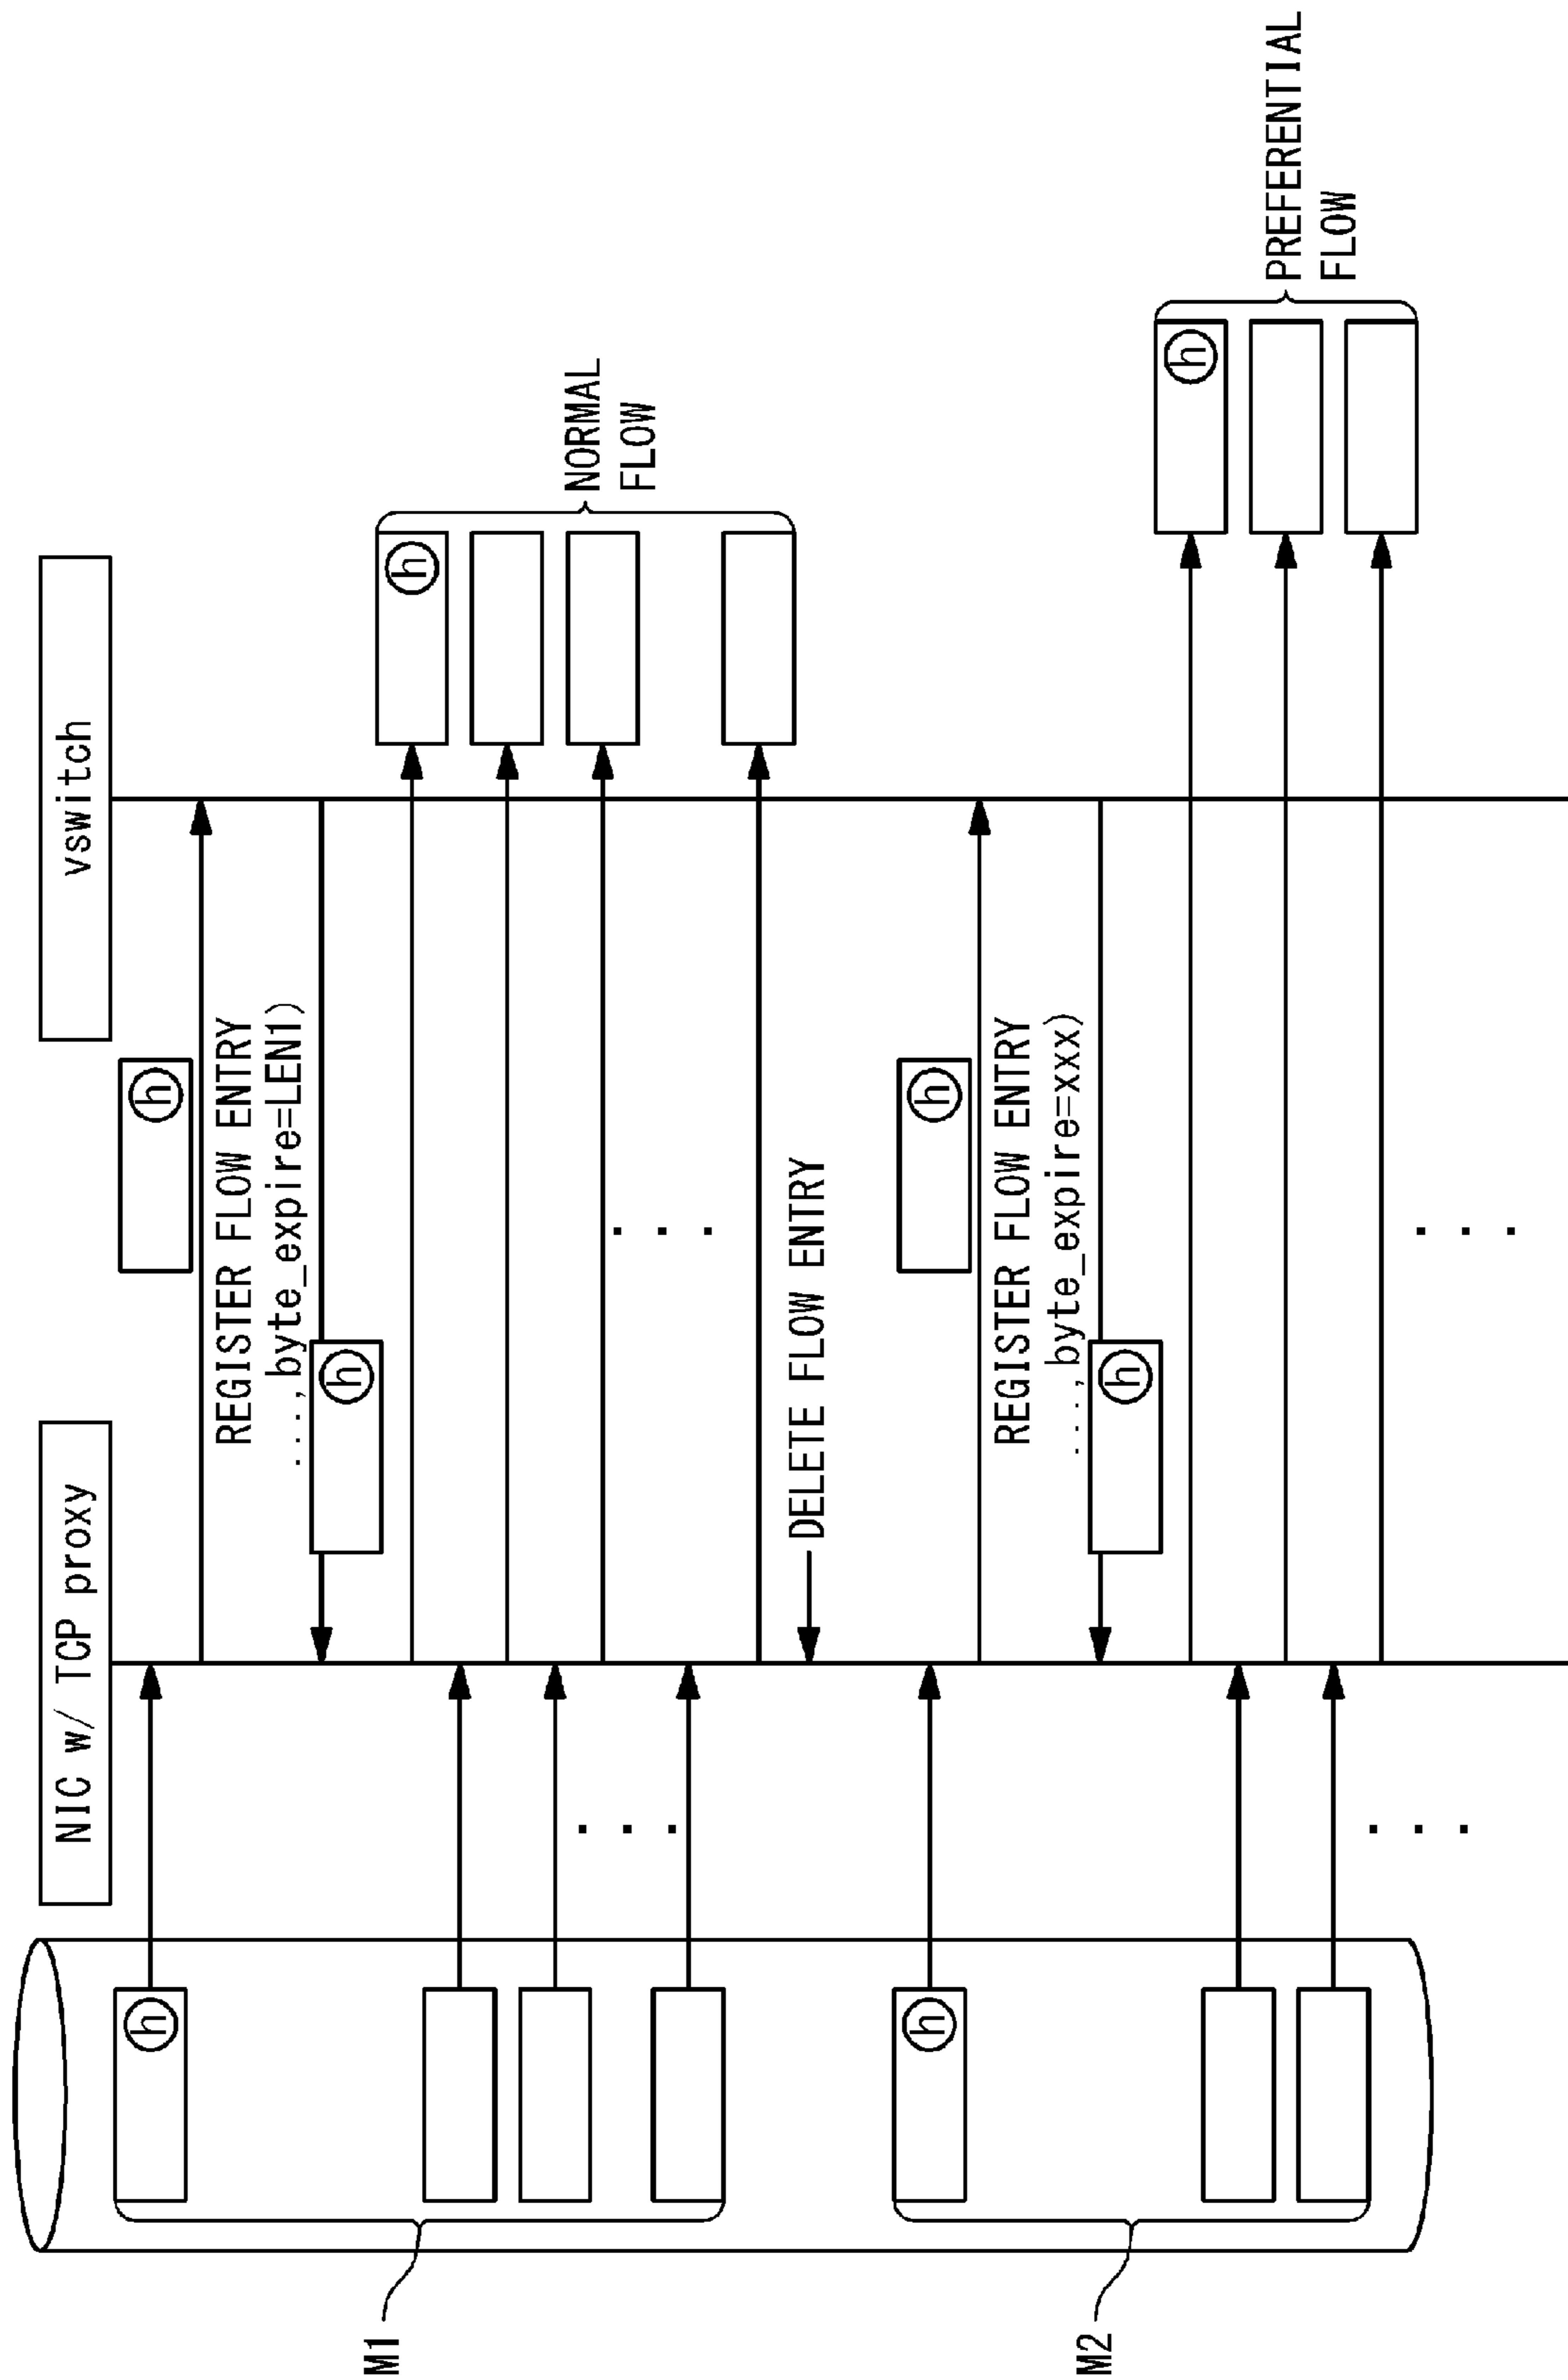 NIC w/ TCP proxy
vswitch
h
h
REGISTER FLOW ENTRY
...,byte_expire=LEN1)
h
h
NORMAL
FLOW
M1
...
...
DELETE FLOW ENTRY
h
h
REGISTER FLOW ENTRY
...,byte_expire=xxx)
h
h
PREFERENTIAL
FLOW
M2
...
...